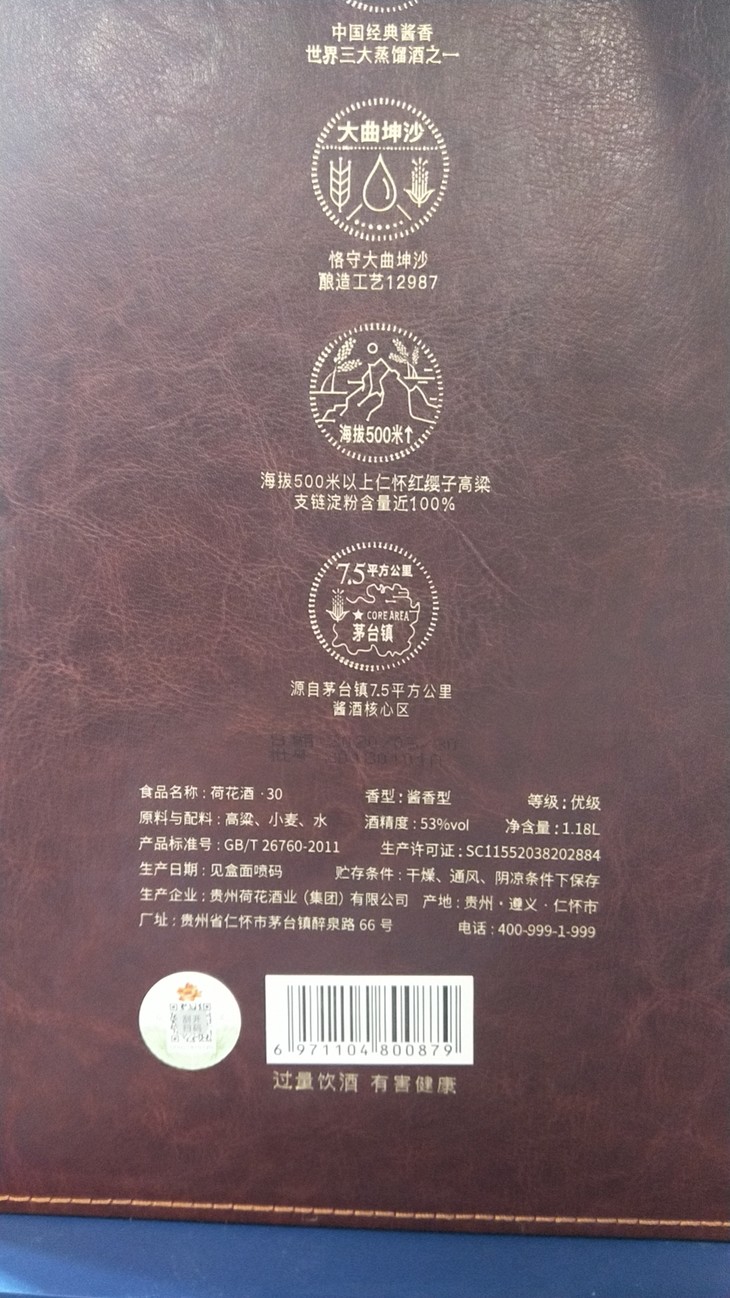 中国经典酱香
世界三大蒸馏酒之一
大曲坤沙
恪守大曲坤沙
酿造工艺12987
海拔500米↑
海拔500米以上仁怀红缨子高粱
支链淀粉含量近100%
7.5平方公里
CORE AREA
茅台镇
源自茅台镇7.5平方公里
酱酒核心区
食品名称：荷花酒·30 香型：酱香型 等级：优级
原料与配料：高粱、小麦、水 酒精度：53%vol 净含量：1.18L
产品标准号：GB/T 26760-2011 生产许可证：SC11552038202884
生产日期：见盒面喷码 贮存条件：干燥、通风、阴凉条件下保存
生产企业：贵州荷花酒业（集团）有限公司 产地：贵州·遵义·仁怀市
厂址：贵州省仁怀市茅台镇醉泉路 66 号 电话：400-999-1-999
6 971104 800879
过量饮酒 有害健康